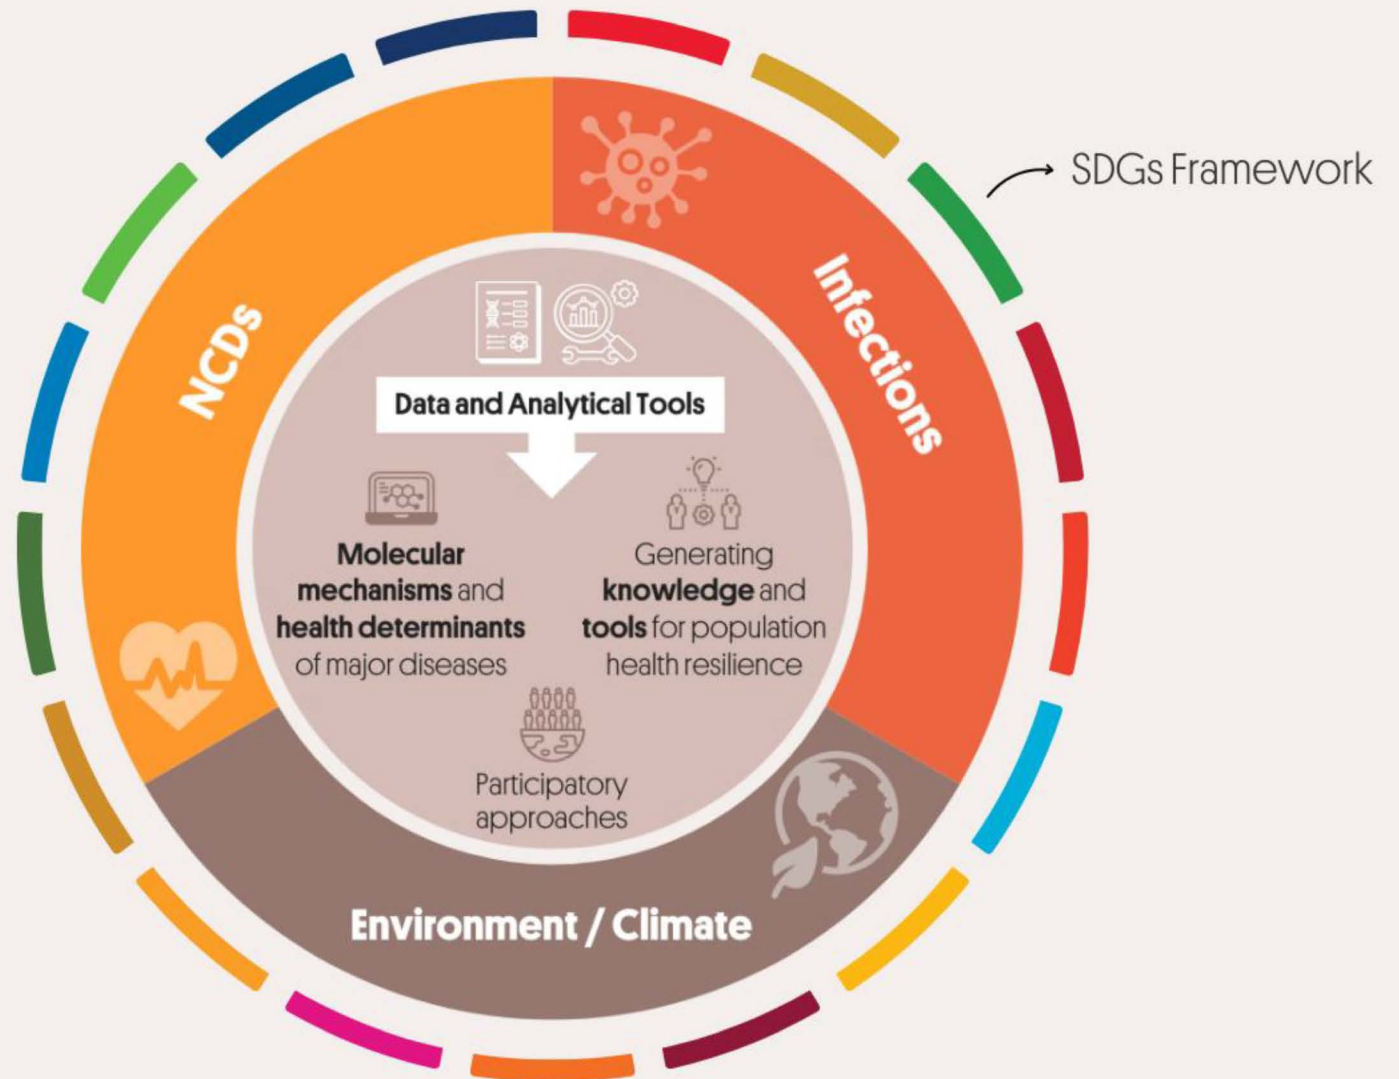 SDGs Framework
Infections
NCDs
Data and Analytical Tools
Molecular
mechanisms and
health determinants
of major diseases
Generating
knowledge and
tools for population
health resilience
Participatory
approaches
Environment / Climate